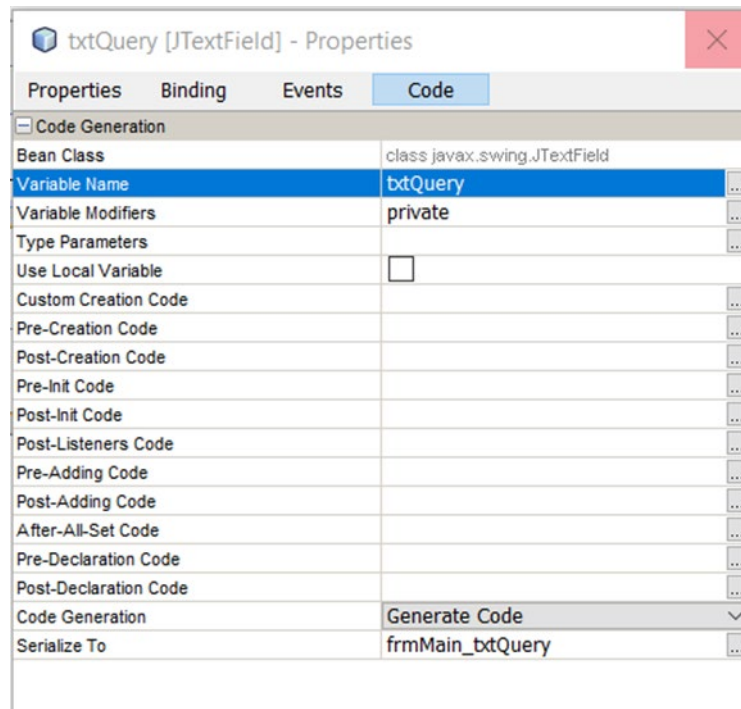 txtQuery [JTextField] - Properties
Properties Binding Events Code
Code Generation
Bean Class class javax.swing.JTextField
Variable Name txtQuery ...
Variable Modifiers private ...
Type Parameters ...
Use Local Variable
Custom Creation Code ...
Pre-Creation Code ...
Post-Creation Code ...
Pre-Init Code ...
Post-Init Code ...
Post-Listeners Code ...
Pre-Adding Code ...
Post-Adding Code ...
After-All-Set Code ...
Pre-Declaration Code ...
Post-Declaration Code ...
Code Generation Generate Code
Serialize To frmMain_txtQuery ...